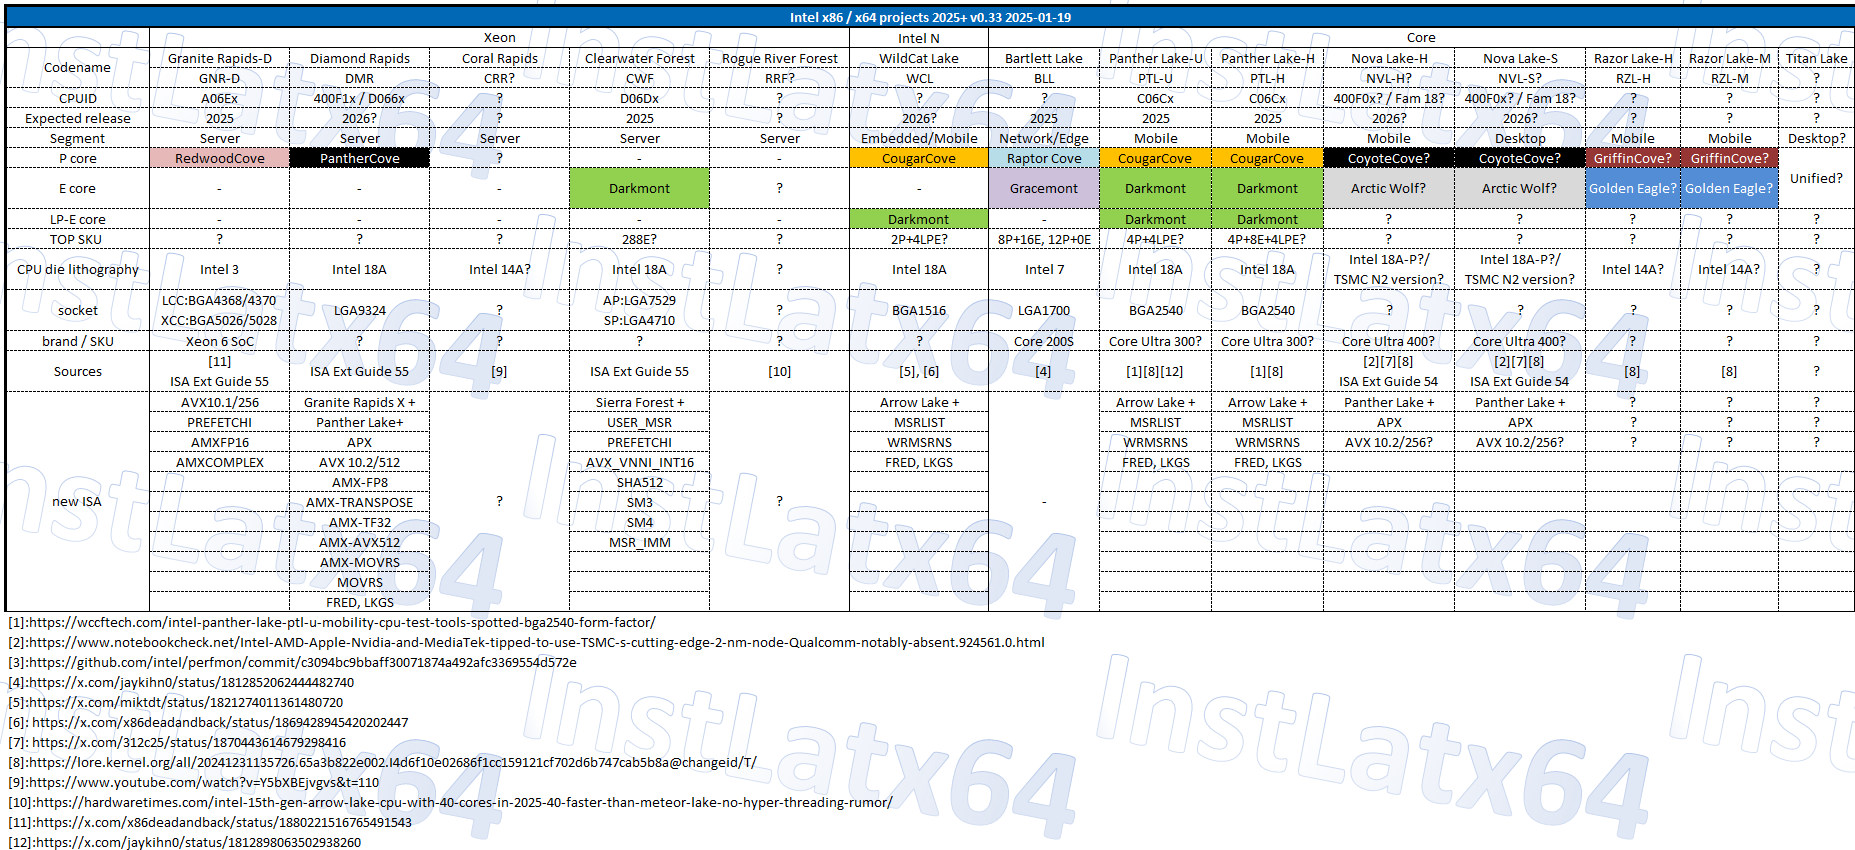 Intel x86 / x64 projects 2025+ v0.33 2025-01-19
Xeon Intel N Core
Codename Granite Rapids-D Diamond Rapids Coral Rapids Clearwater Forest Rogue River Forest WildCat Lake Bartlett Lake Panther Lake-U Panther Lake-H Nova Lake-H Nova Lake-S Razor Lake-H Razor Lake-M Titan Lake
GNR-D DMR CRR? CWF RRF? WCL BLL PTL-U PTL-H NVL-H? NVL-S? RZL-H RZL-M ?
CPUID A06Ex 400F1x / D066x ? D06Dx ? ? ? C06Cx C06Cx 400F0x? / Fam 18? 400F0x? / Fam 18? ? ? ?
Expected release 2025 2026? ? 2025 ? 2026? 2025 2025 2025 2026? 2026? ? ? ?
Segment Server Server Server Server Server Embedded/Mobile Network/Edge Mobile Mobile Mobile Desktop Mobile Mobile Desktop?
P core RedwoodCove PantherCove ? - - CougarCove Raptor Cove CougarCove CougarCove CoyoteCove? CoyoteCove? GriffinCove? GriffinCove? Unified?
E core - - - Darkmont ? - Gracemont Darkmont Darkmont Arctic Wolf? Arctic Wolf? Golden Eagle? Golden Eagle?
LP-E core - - - - - Darkmont - Darkmont Darkmont ? ? ? ? ?
TOP SKU ? ? ? 288E? ? 2P+4LPE? 8P+16E, 12P+0E 4P+4LPE? 4P+8E+4LPE? ? ? ? ? ?
CPU die lithography Intel 3 Intel 18A Intel 14A? Intel 18A ? Intel 18A Intel 7 Intel 18A Intel 18A Intel 18A-P?/ Intel 18A-P?/ Intel 14A? Intel 14A? ?
TSMC N2 version? TSMC N2 version?
socket LCC:BGA4368/4370 LGA9324 ? AP:LGA7529 ? BGA1516 LGA1700 BGA2540 BGA2540 ? ? ? ? ?
XCC:BGA5026/5028 SP:LGA4710
brand / SKU Xeon 6 SoC ? ? ? ? ? Core 200S Core Ultra 300? Core Ultra 300? Core Ultra 400? Core Ultra 400? ? ? ?
Sources [11] ISA Ext Guide 55 [9] ISA Ext Guide 55 [10] [5], [6] [4] [1][8][12] [1][8] [2][7][8] [2][7][8] [8] [8] ?
ISA Ext Guide 55 ISA Ext Guide 54 ISA Ext Guide 54
new ISA AVX10.1/256 Granite Rapids X + ? Sierra Forest + ? Arrow Lake + - Arrow Lake + Arrow Lake + Panther Lake + Panther Lake + ? ? ?
PREFETCHI Panther Lake+ USER_MSR MSRLIST MSRLIST MSRLIST APX APX ? ? ?
AMXFP16 APX PREFETCHI WRMSRNS WRMSRNS WRMSRNS AVX 10.2/256? AVX 10.2/256? ? ? ?
AMXCOMPLEX AVX 10.2/512 AVX_VNNI_INT16 FRED, LKGS FRED, LKGS FRED, LKGS
AMX-FP8 SHA512
AMX-TRANSPOSE SM3
AMX-TF32 SM4
AMX-AVX512 MSR_IMM
AMX-MOVRS
MOVRS
FRED, LKGS
[1]:https://wccftech.com/intel-panther-lake-ptl-u-mobility-cpu-test-tools-spotted-bga2540-form-factor/
[2]:https://www.notebookcheck.net/Intel-AMD-Apple-Nvidia-and-MediaTek-tipped-to-use-TSMC-s-cutting-edge-2-nm-node-Qualcomm-notably-absent.924561.0.html
[3]:https://github.com/intel/perfmon/commit/c3094bc9bbaff30071874a492afc3369554d572e
[4]:https://x.com/jaykihn0/status/1812852062444482740
[5]:https://x.com/miktdt/status/1821274011361480720
[6]: https://x.com/x86deadandback/status/1869428945420202447
[7]: https://x.com/312c25/status/1870443614679298416
[8]:https://lore.kernel.org/all/20241231135726.65a3b822e002.I4d6f10e02686f1cc159121cf702d6b747cab5b8a@changeid/T/
[9]:https://www.youtube.com/watch?v=Y5bXBEjvgvs&t=110
[10]:https://hardwaretimes.com/intel-15th-gen-arrow-lake-cpu-with-40-cores-in-2025-40-faster-than-meteor-lake-no-hyper-threading-rumor/
[11]:https://x.com/x86deadandback/status/1880221516765491543
[12]:https://x.com/jaykihn0/status/1812898063502938260
InstLatx64